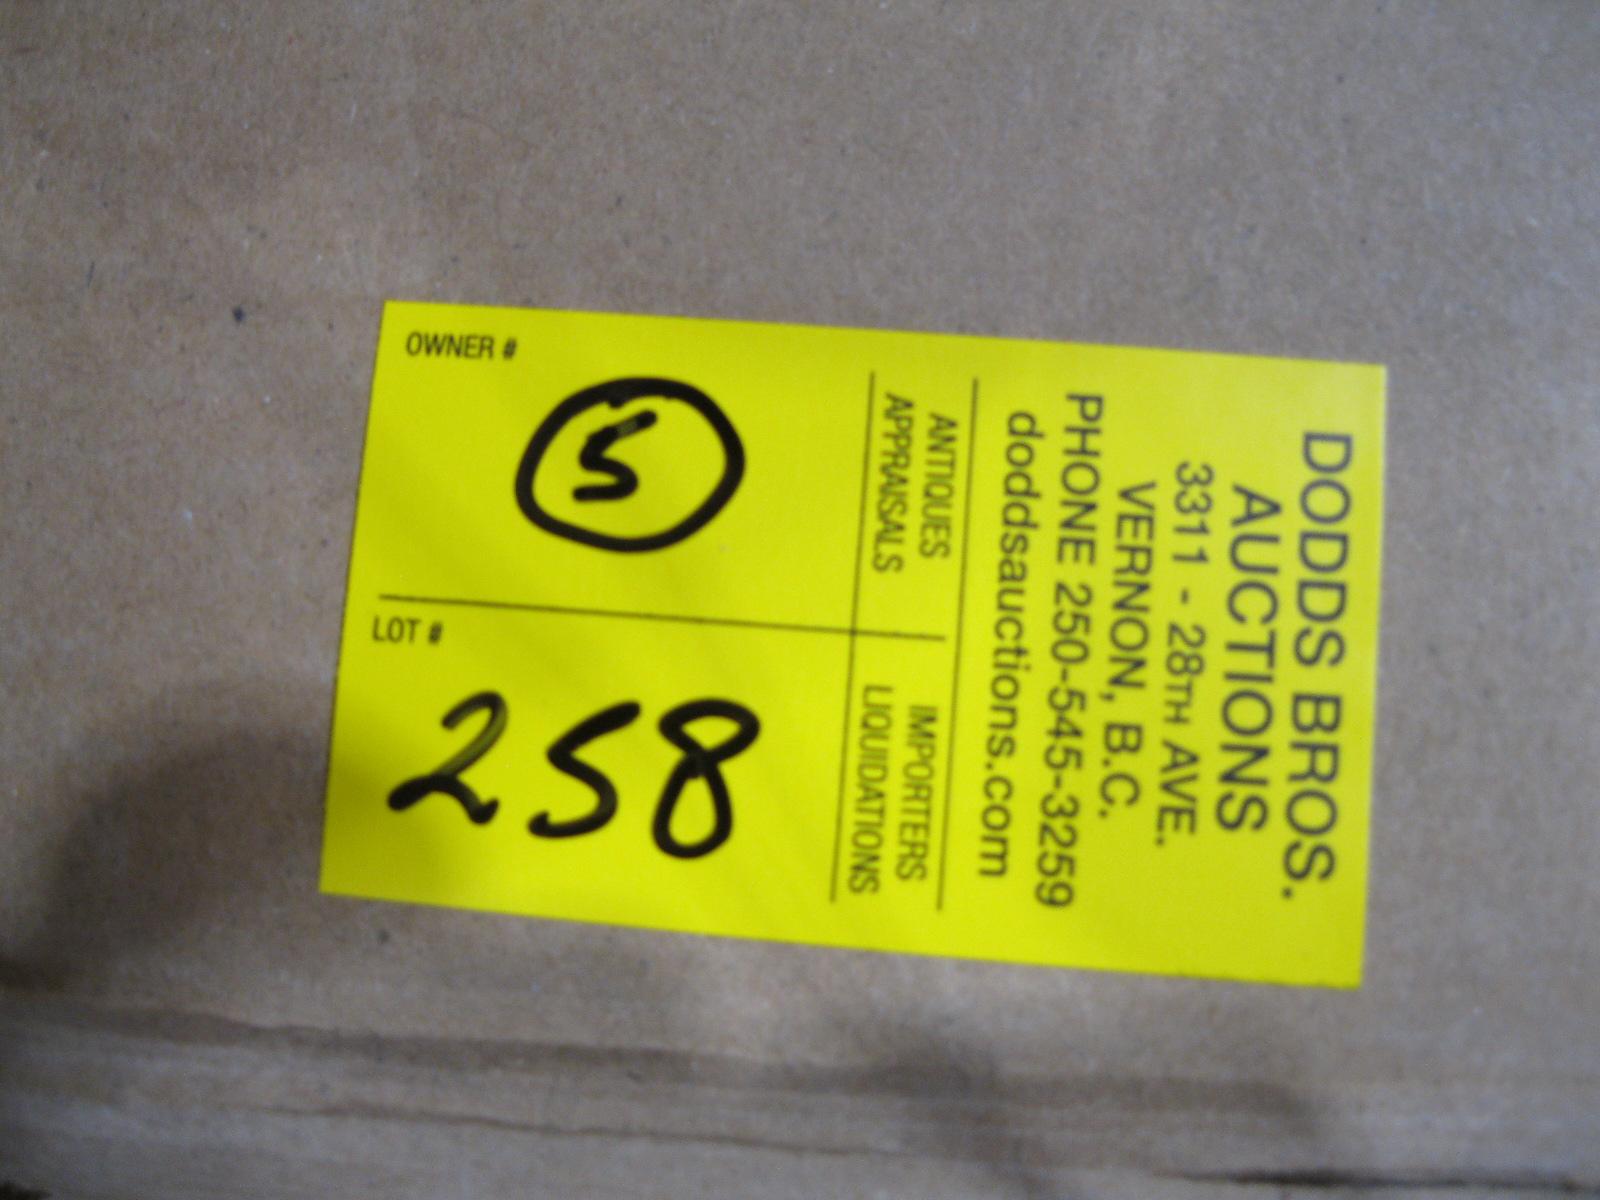 DODDS BROS.
AUCTIONS
3311 - 28TH AVE.
VERNON, B.C.
PHONE 250-545-3259
doddsauctions.com
ANTIQUES
APPRAISALS
IMPORTERS
LIQUIDATIONS
OWNER #
5
LOT #
258